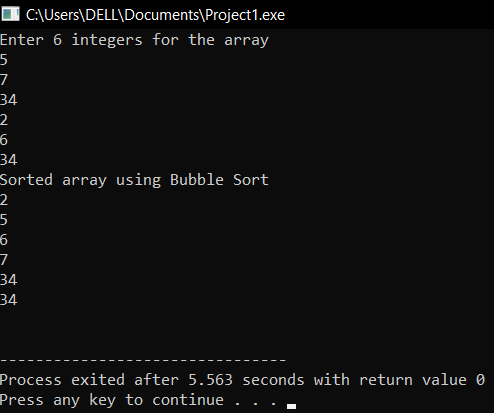 C:\Users\DELL\Documents\Project1.exe
Enter 6 integers for the array
5
7
34
2
6
34
Sorted array using Bubble Sort
2
5
6
7
34
34
--------------------------------
Process exited after 5.563 seconds with return value 0
Press any key to continue . . .